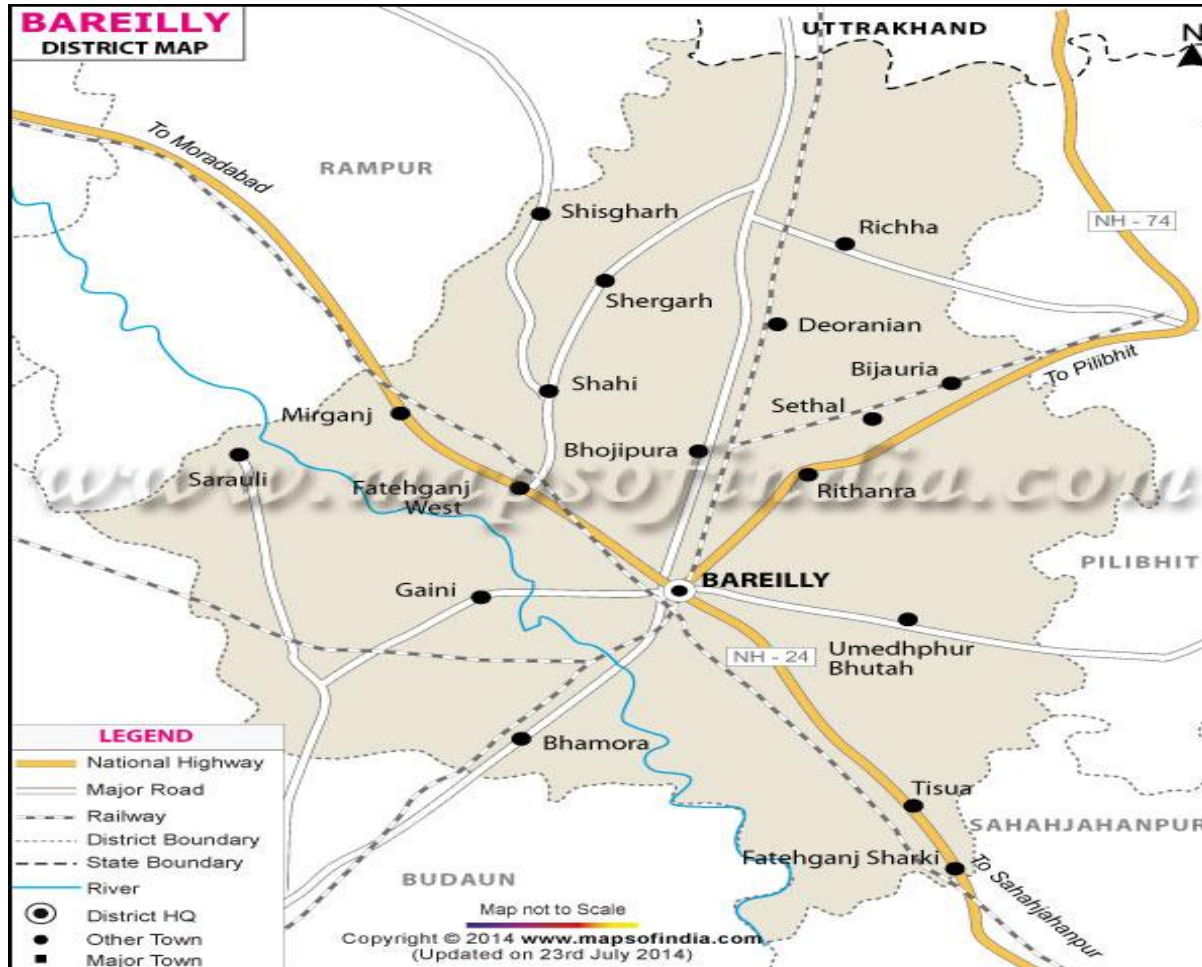 BAREILLY
DISTRICT MAP
UTTRAKHAND
N
To Moradabad
RAMPUR
Shisgharh
Richha
NH - 74
Shergarh
Deoranian
To Pilibhit
Bijauria
Shahi
Mirganj
Sethal
Bhojipura
Sarauli
www.mapsofindia.com
Fatehganj
West
Rithanra
PILIBHIT
BAREILLY
Gaini
Umedhphur
Bhutah
NH - 24
Bhamora
Tisua
SAHAHJAHANPUR
Fatehganj Sharki
To Sahahjahanpur
BUDAUN
LEGEND
National Highway
Major Road
Railway
District Boundary
State Boundary
River
District HQ
Other Town
Major Town
Map not to Scale
Copyright © 2014 www.mapsofindia.com
(Updated on 23rd July 2014)